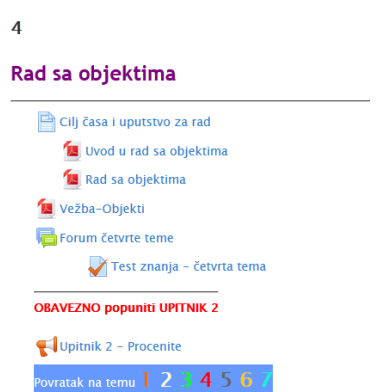 4
Rad sa objektima
Cilj časa i uputstvo za rad
Uvod u rad sa objektima
Rad sa objektima
Vežba-Objekti
Forum četvrte teme
Test znanja - četvrta tema
OBAVEZNO popuniti UPITNIK 2
Upitnik 2 - Procenite
Povratak na temu 1 2 3 4 5 6 7